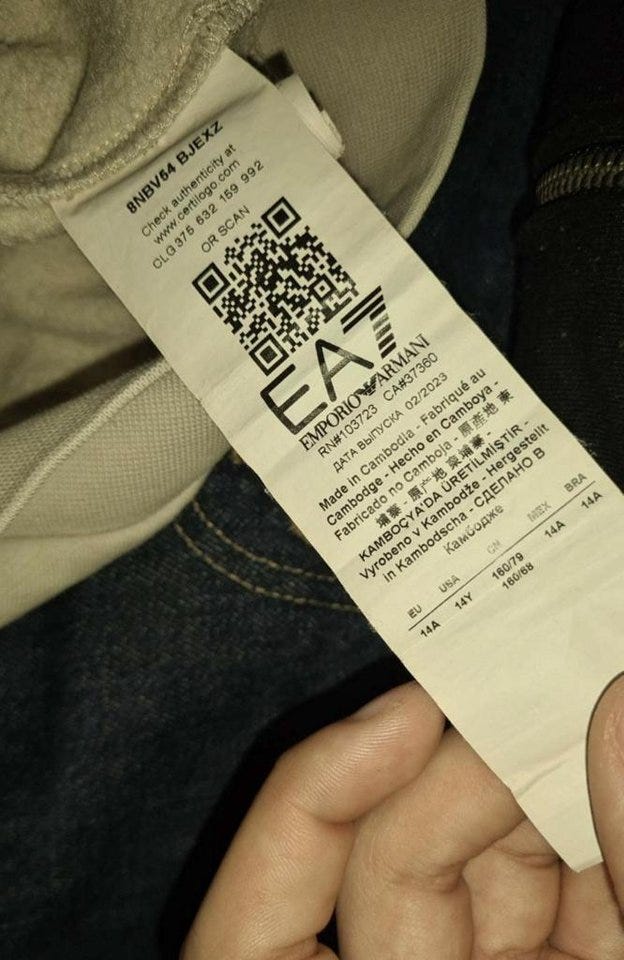 8NBV54 BJEXZ
Check authenticity at
www.certilogo.com
CLG 375 632 159 992
OR SCAN
EA7
EMPORIO ARMANI
RN#103723 CA#37360
ДАТА ВЫПУСКА 02/2023
Made in Cambodia - Fabriqué au
Cambodge - Hecho en Camboya -
Fabricado no Camboja - 原產地 柬
埔寨 - 原产地 柬埔寨 -
KAMBOÇYA'DA ÜRETILMIŞTIR -
Vyrobeno v Kambodže - Hergestellt
in Kambodscha - СДЕЛАНО В
Камбодже
EU USA CN MEX BRA
14A 14Y 160/79 14A 14A
160/68